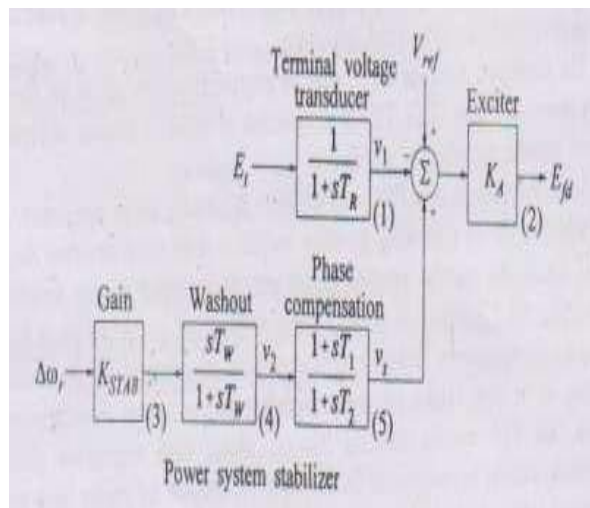 V_ref
Terminal voltage
transducer
Exciter
E_t
1
1+sT_R
(1)
v_1
-
+
Σ
+
K_A
(2)
E_fd
Phase
compensation
Gain
Washout
Δω_r
K_STAB
(3)
sT_W
1+sT_W
(4)
v_2
1+sT_1
1+sT_2
(5)
v_s
Power system stabilizer